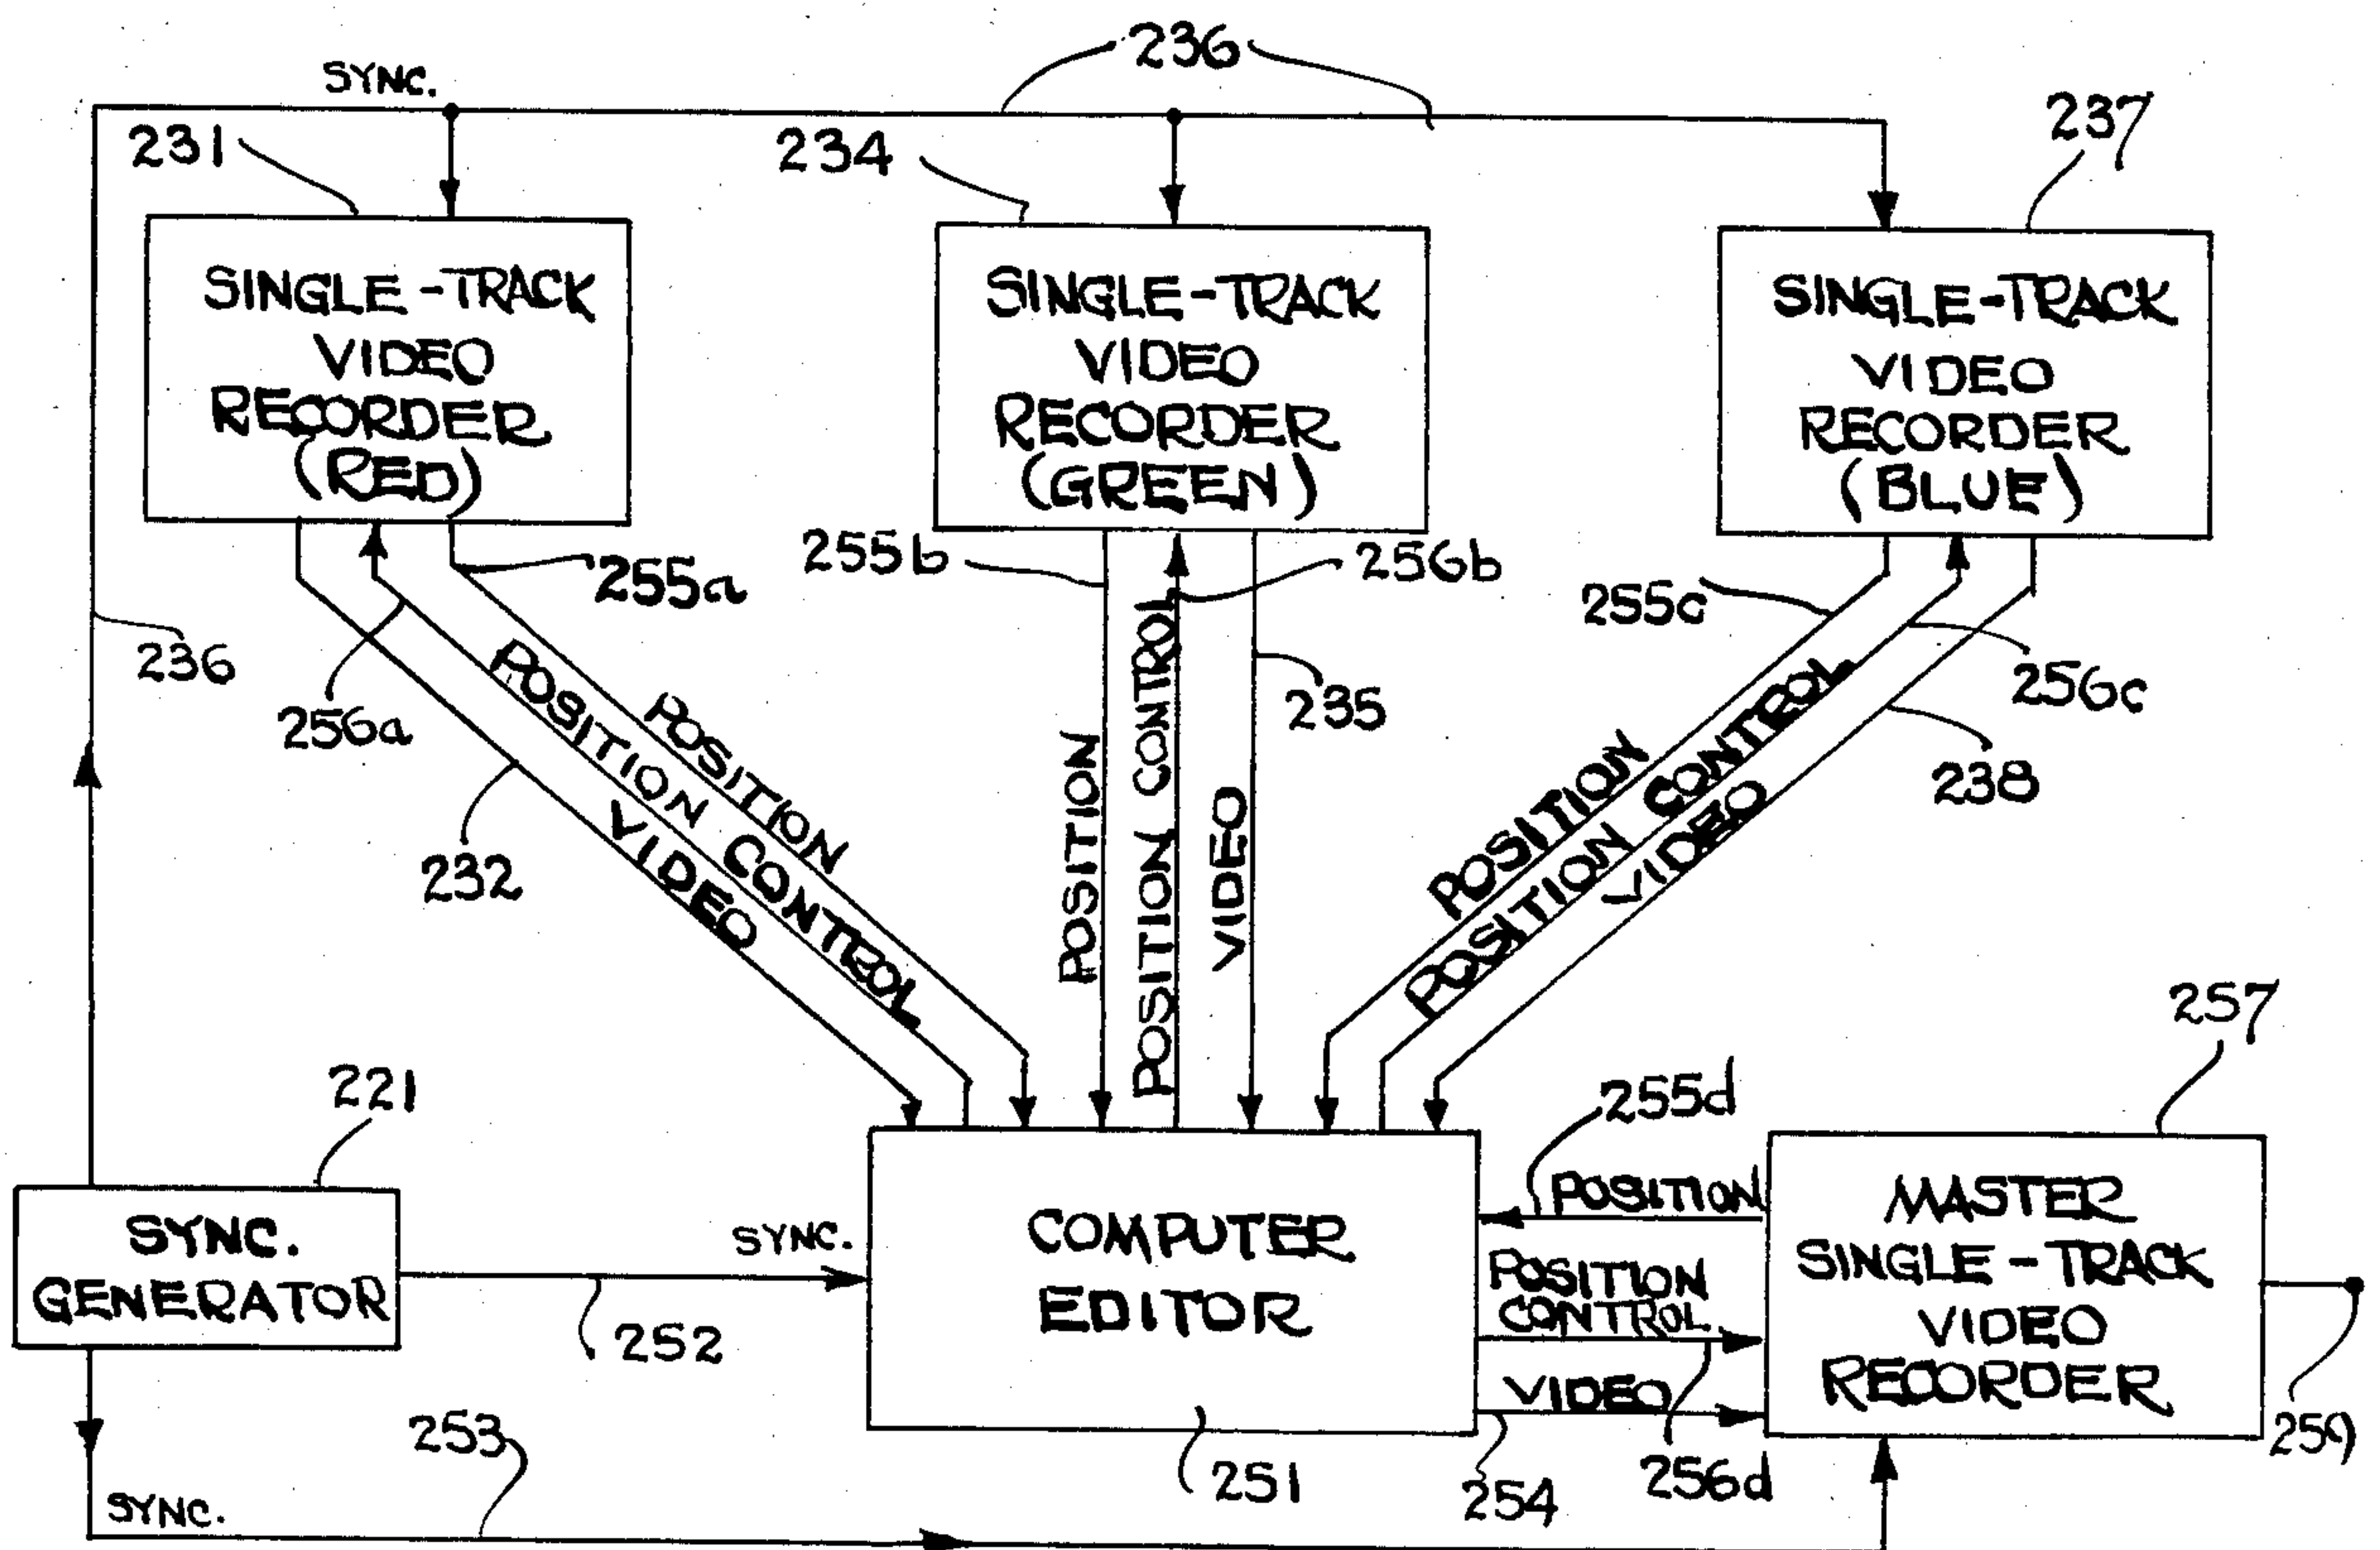 236
SYNC.
231
234
237
SINGLE-TRACK
VIDEO
RECORDER
(RED)
SINGLE-TRACK
VIDEO
RECORDER
(GREEN)
SINGLE-TRACK
VIDEO
RECORDER
(BLUE)
255a
255b
256b
255c
236
256a
235
256c
232
238
POSITION
POSITION CONTROL
VIDEO
POSITION
POSITION CONTROL
VIDEO
POSITION
POSITION CONTROL
VIDEO
257
221
255d
SYNC.
GENERATOR
SYNC.
252
COMPUTER
EDITOR
POSITION
POSITION
CONTROL
VIDEO
MASTER
SINGLE-TRACK
VIDEO
RECORDER
259
253
251
254
256d
SYNC.